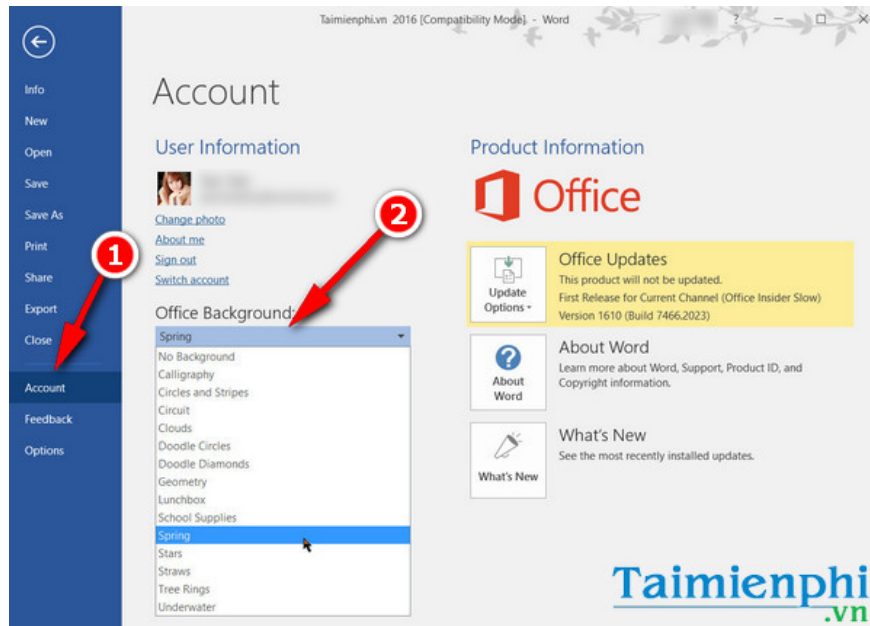 Taimienphi.vn 2016 [Compatibility Mode] - Word
?
Info
New
Open
Save
Save As
Print
Share
Export
Close
Account
Feedback
Options
Account
User Information
Change photo
About me
Sign out
Switch account
1
2
Office Background:
Spring
No Background
Calligraphy
Circles and Stripes
Circuit
Clouds
Doodle Circles
Doodle Diamonds
Geometry
Lunchbox
School Supplies
Spring
Stars
Straws
Tree Rings
Underwater
Product Information
Office
Update
Options
Office Updates
This product will not be updated.
First Release for Current Channel (Office Insider Slow)
Version 1610 (Build 7466.2023)
About
Word
About Word
Learn more about Word, Support, Product ID, and
Copyright information.
What's New
What's New
See the most recently installed updates.
Taimienphi
.vn